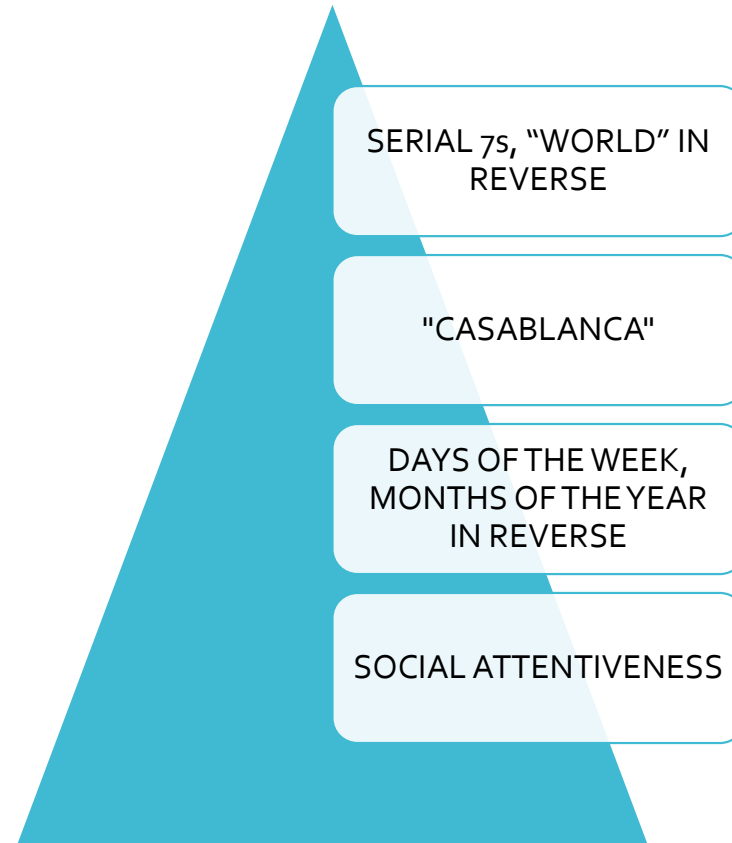 SERIAL 7s, “WORLD” IN
REVERSE
"CASABLANCA"
DAYS OF THE WEEK,
MONTHS OF THE YEAR
IN REVERSE
SOCIAL ATTENTIVENESS